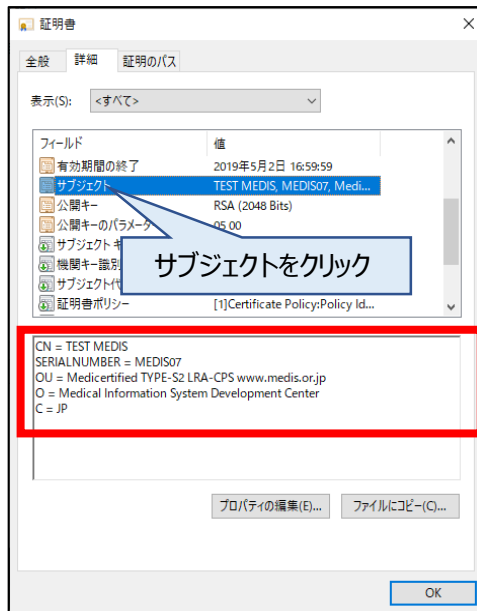 証明書
全般 詳細 証明のパス
表示(S): <すべて>
フィールド 値
有効期間の終了 2019年5月2日 16:59:59
サブジェクト TEST MEDIS, MEDIS07, Medi...
公開キー RSA (2048 Bits)
公開キーのパラメータ 05 00
サブジェクト キ
機関キー識別
サブジェクト代
サブジェクトをクリック
証明書ポリシー [1]Certificate Policy:Policy Id...
CN = TEST MEDIS
SERIALNUMBER = MEDIS07
OU = Medicertified TYPE-S2 LRA-CPS www.medis.or.jp
O = Medical Information System Development Center
C = JP
プロパティの編集(E)... ファイルにコピー(C)...
OK